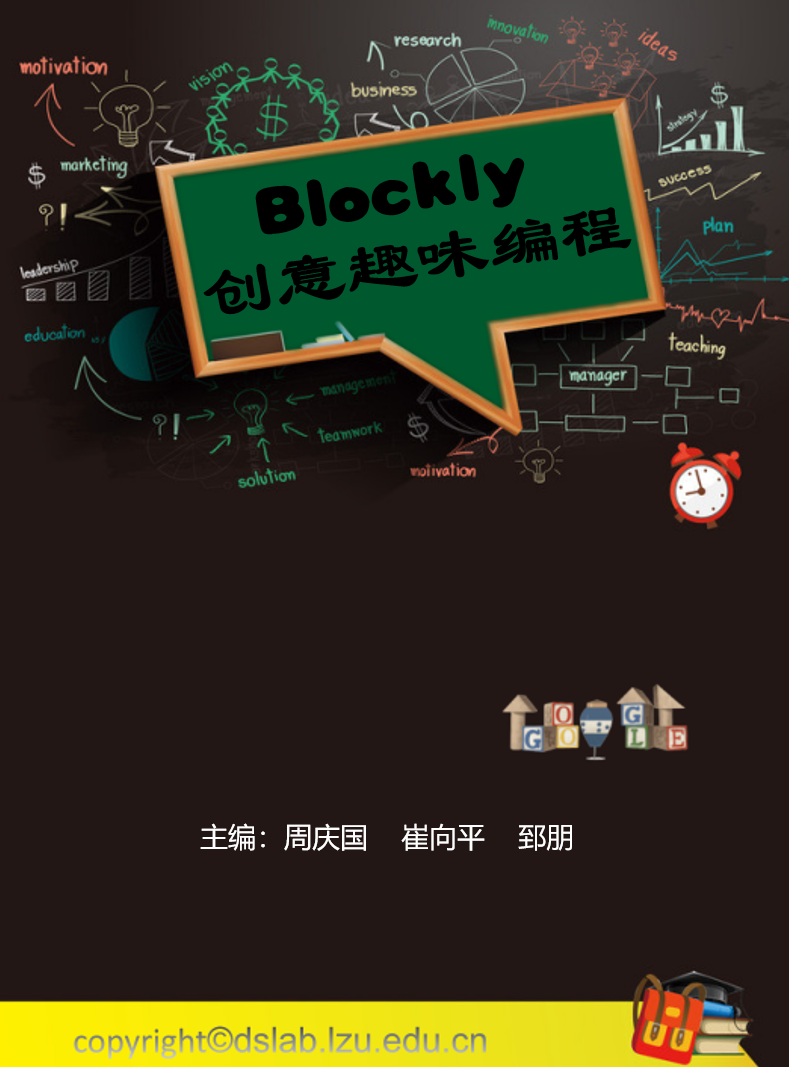 innovation
research
ideas
motivation
vision
$
business
$
strategy
marketing
$
success
?!
Blockly
创意趣味编程
plan
leadership
education
teaching
manager
management
?!
$
teamwork
motivation
solution
GOOGLE
主编：周庆国 崔向平 郅朋
copyright©dslab.lzu.edu.cn